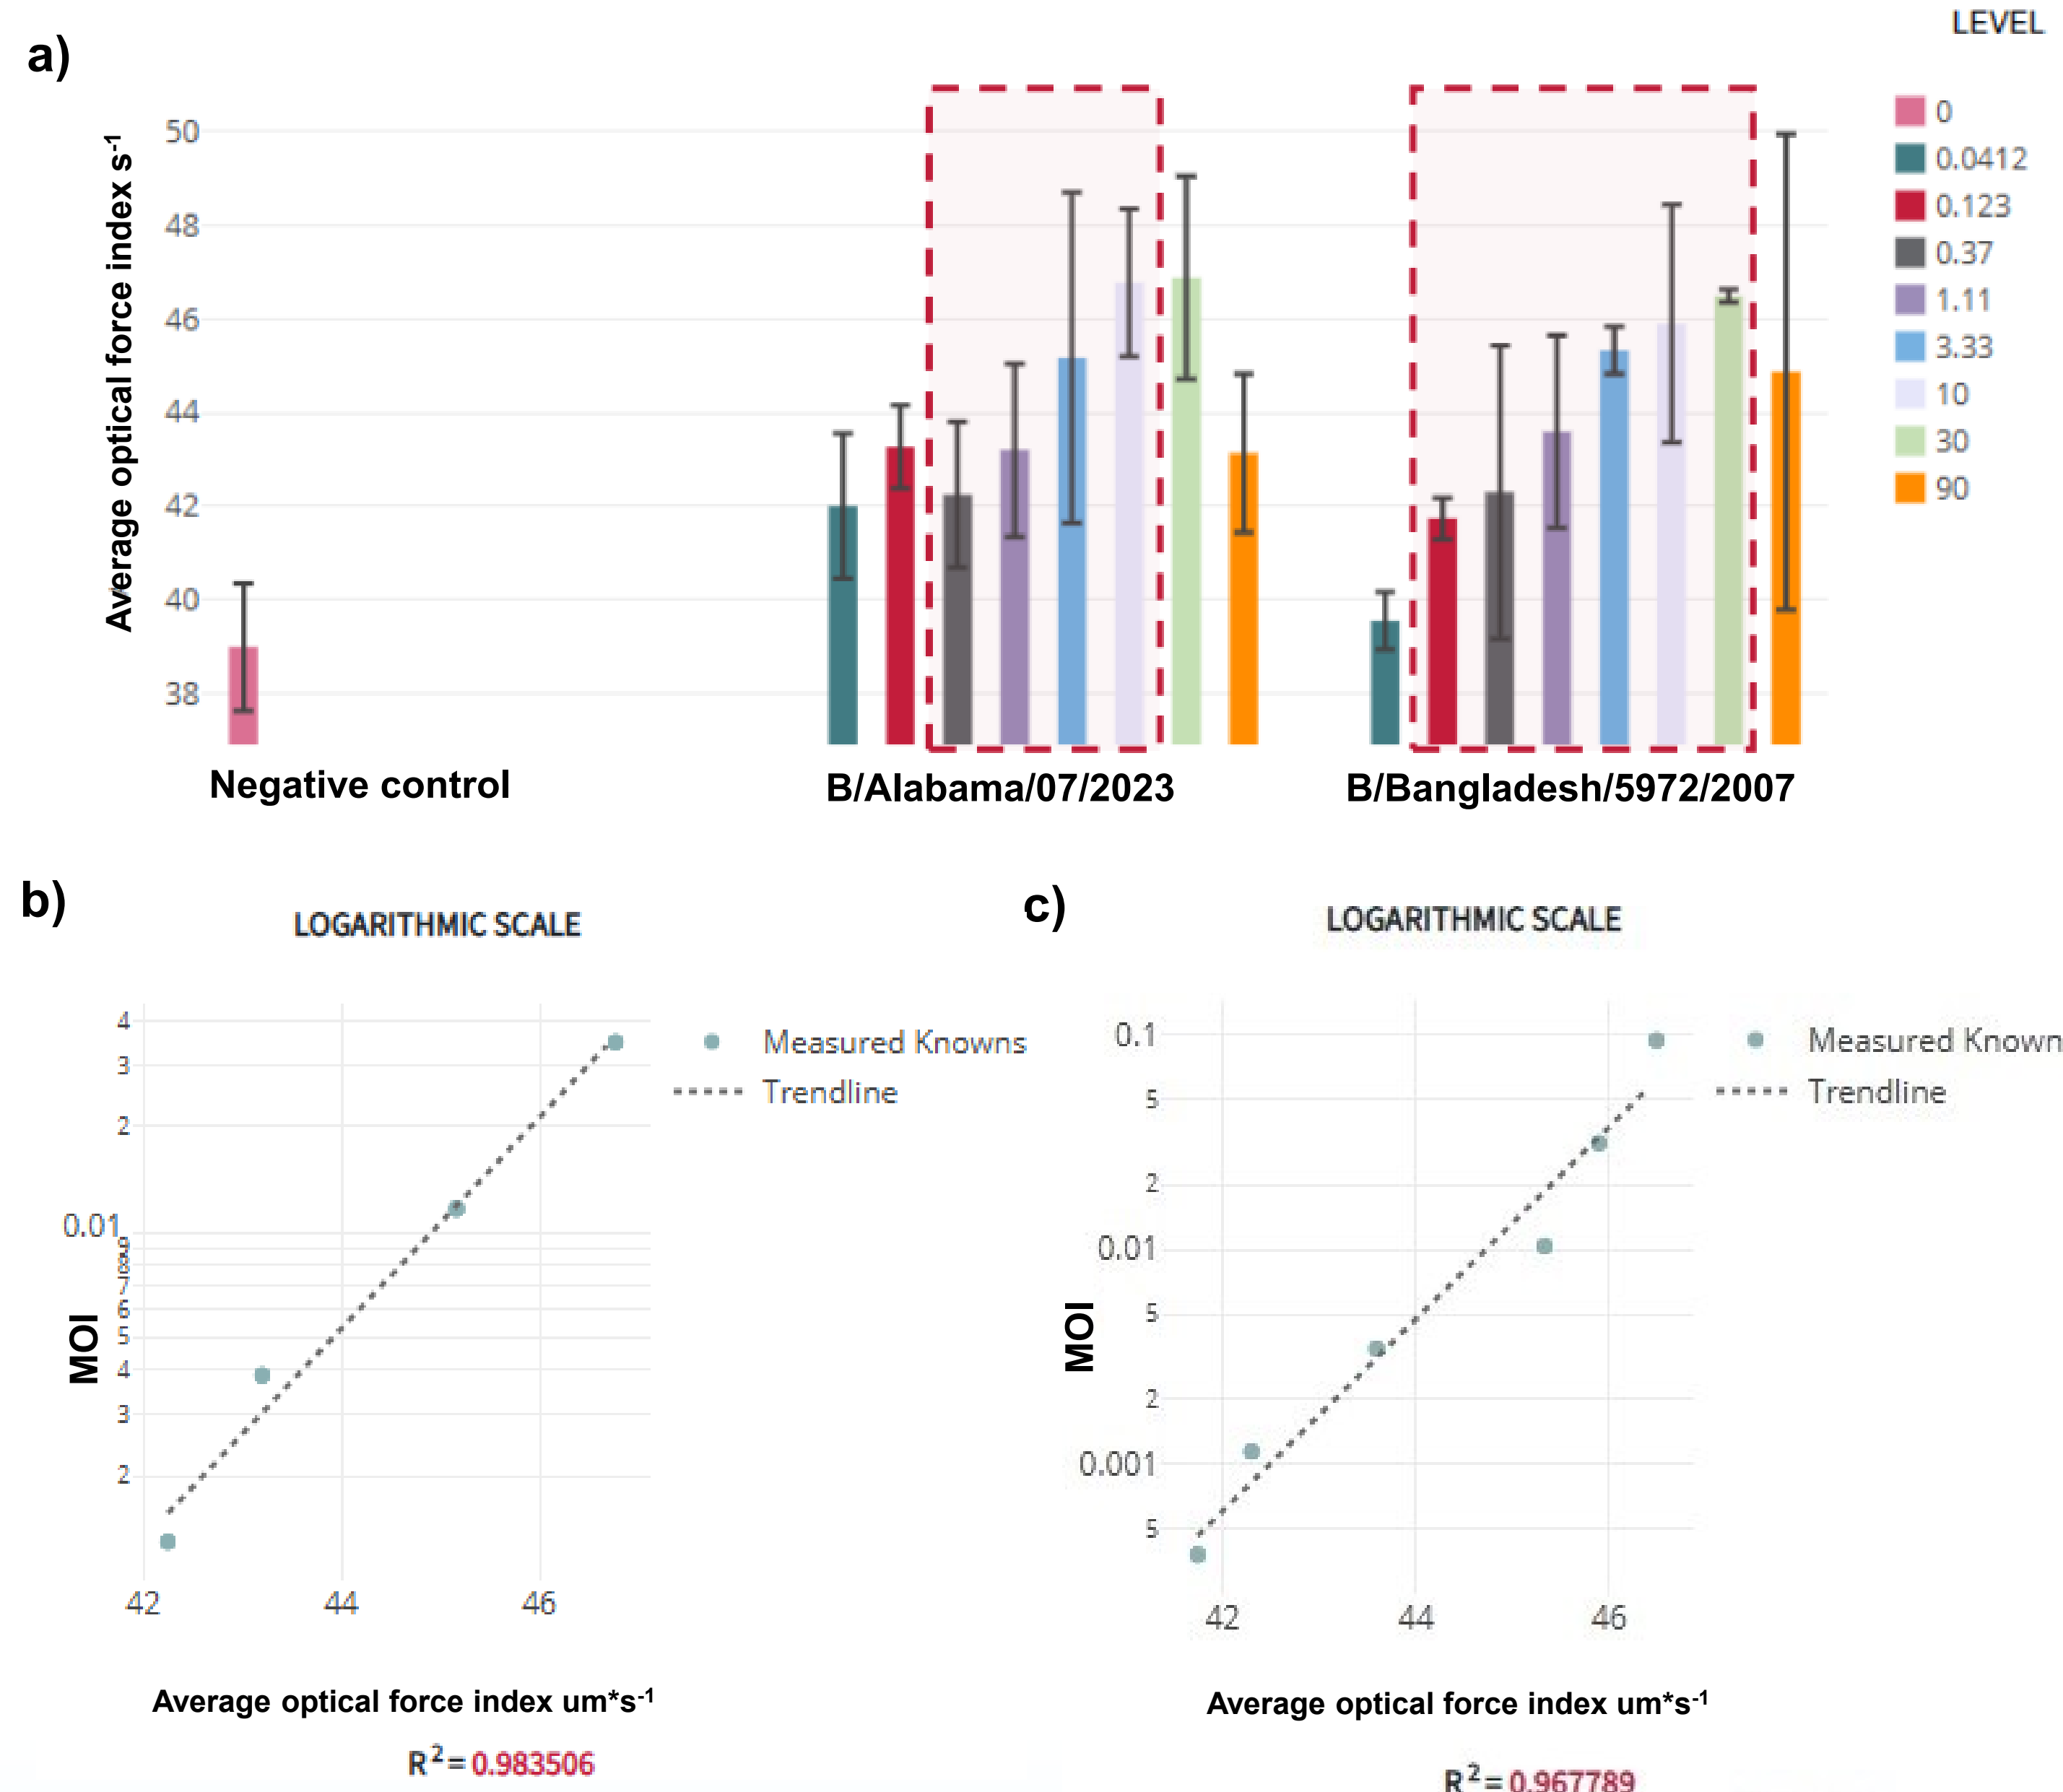 LEVEL
a)
0
0.0412
0.123
0.37
1.11
3.33
10
30
90
Average optical force index s-1
50
48
46
44
42
40
38
Negative control
B/Alabama/07/2023
B/Bangladesh/5972/2007
b)
LOGARITHMIC SCALE
4
3
2
0.01
9
8
7
6
5
4
3
2
MOI
42
44
46
Measured Knowns
Trendline
Average optical force index um*s-1
R2= 0.983506
c)
LOGARITHMIC SCALE
0.1
5
2
0.01
5
2
0.001
5
MOI
42
44
46
Measured Known
Trendline
Average optical force index um*s-1
R2= 0.967789